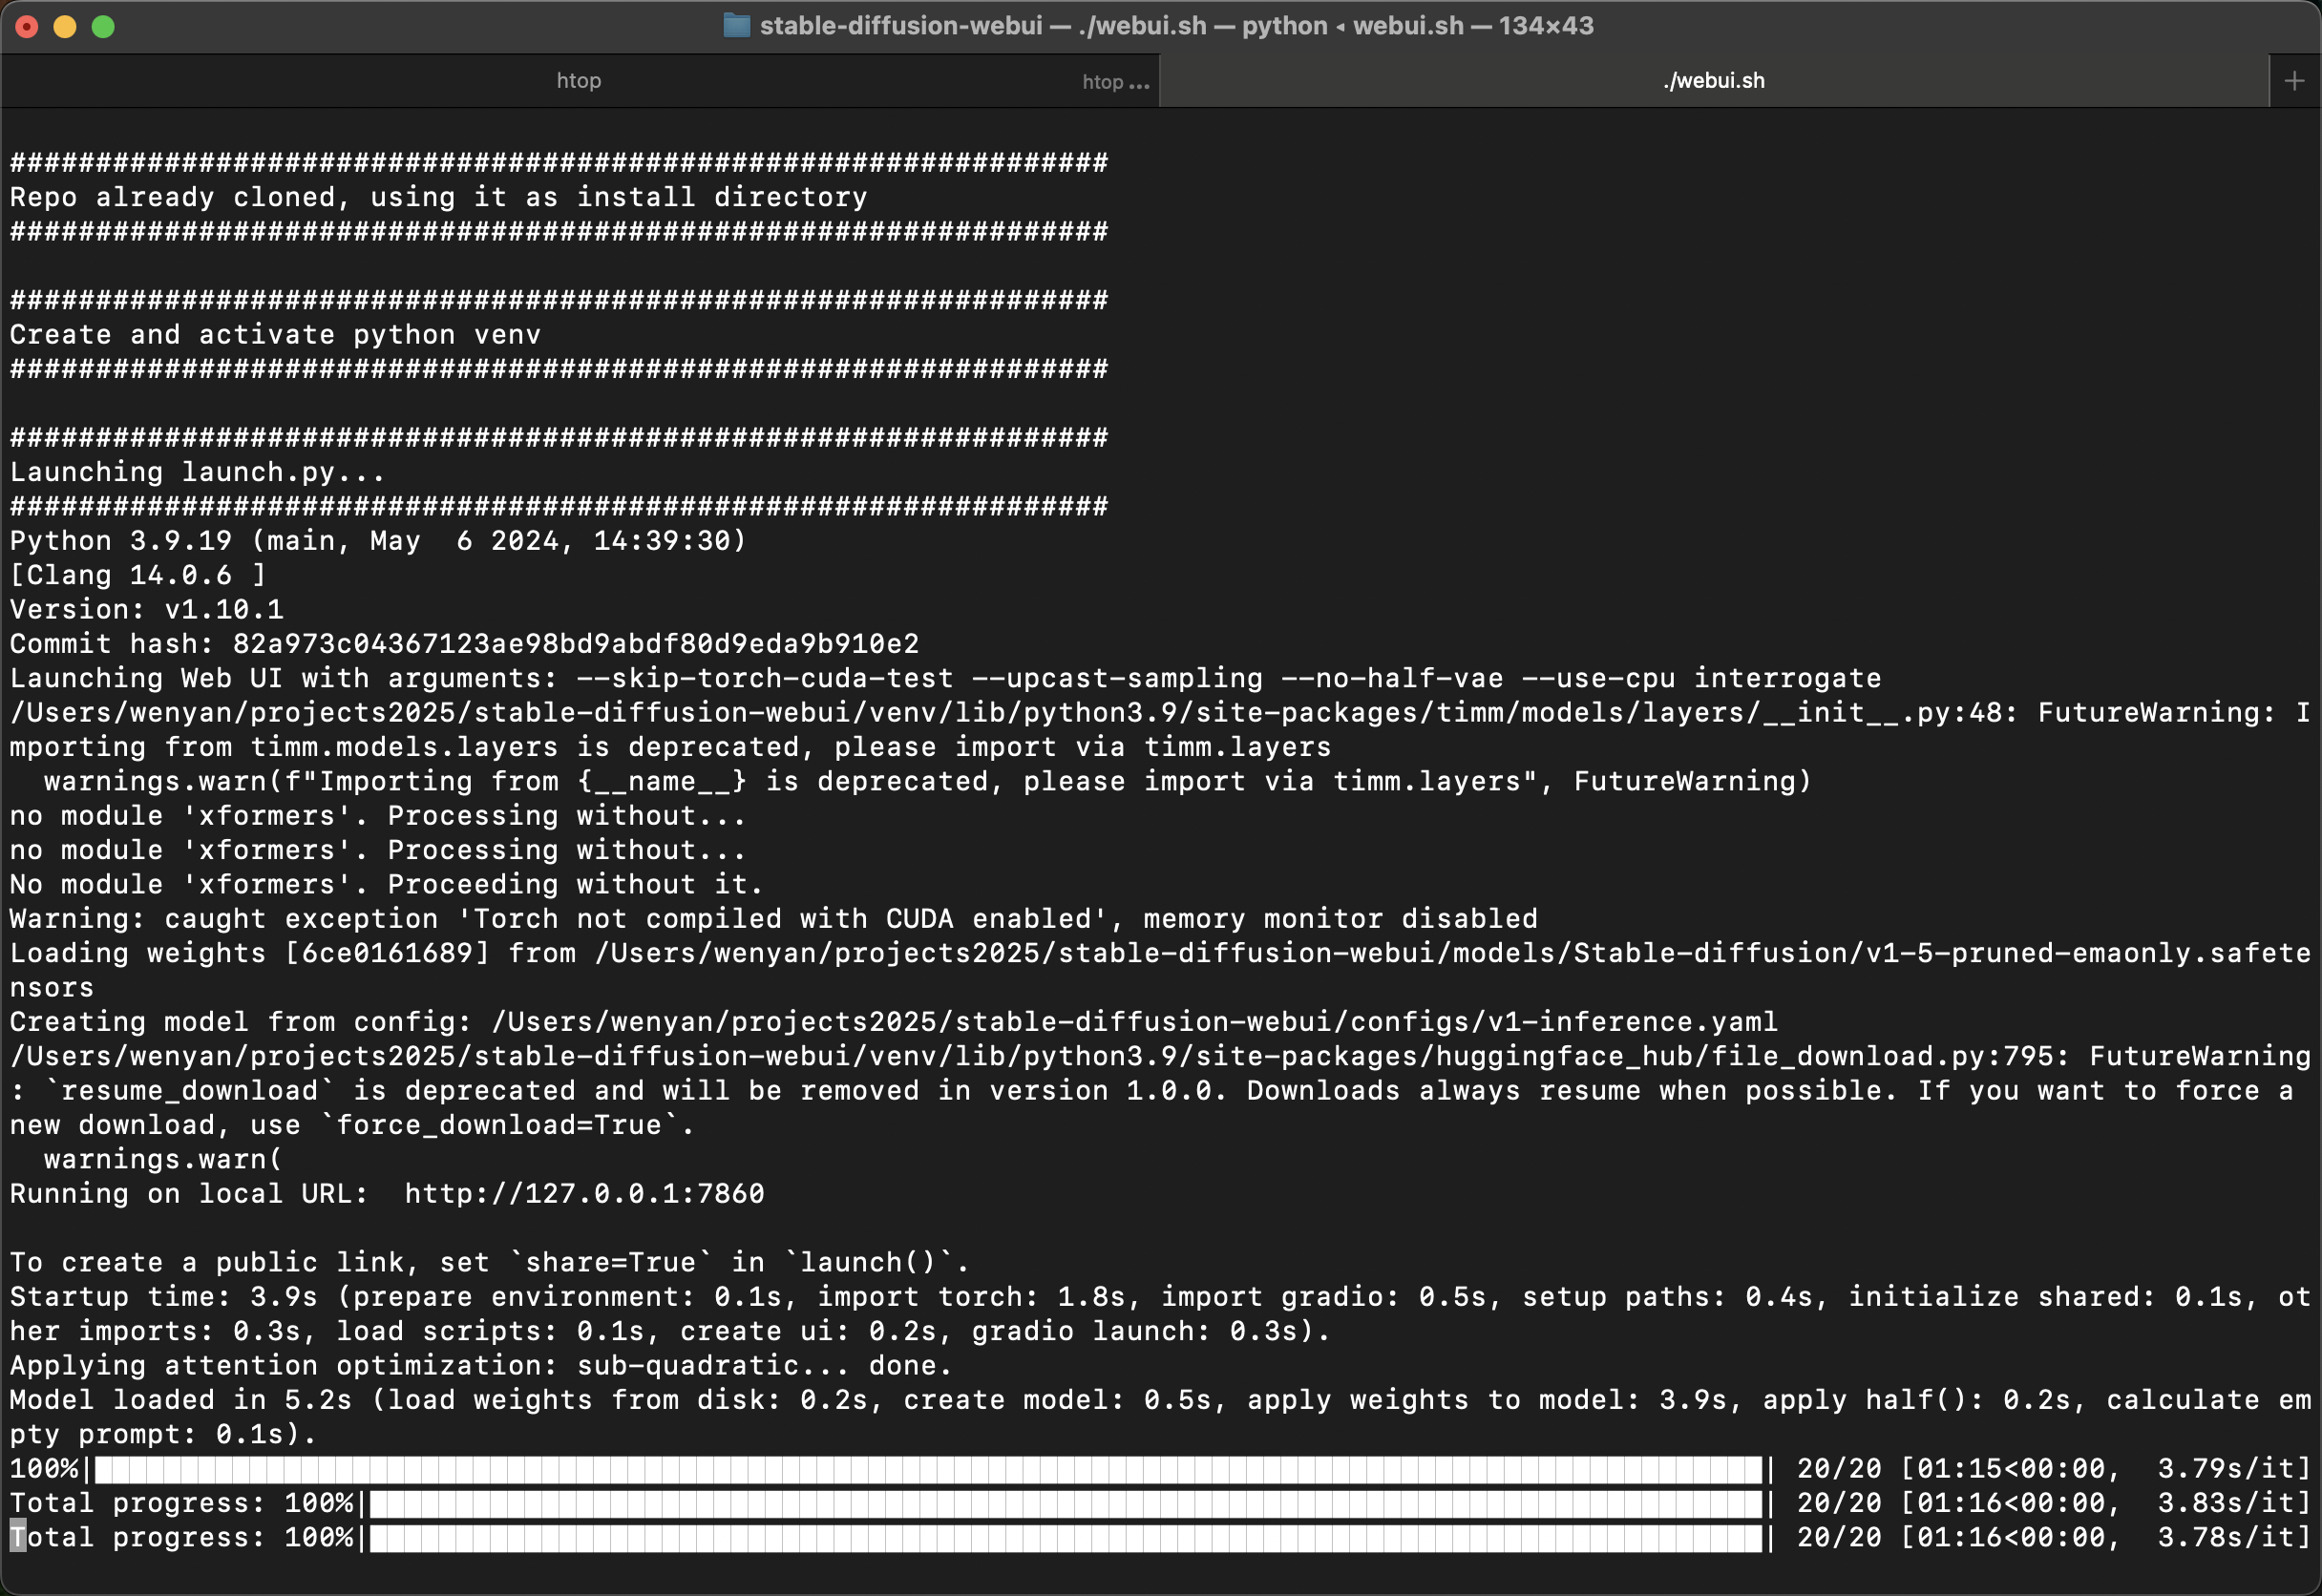 stable-diffusion-webui — ./webui.sh — python ◂ webui.sh — 134×43
htop htop ... ./webui.sh +
################################################################
Repo already cloned, using it as install directory
################################################################
################################################################
Create and activate python venv
################################################################
################################################################
Launching launch.py...
################################################################
Python 3.9.19 (main, May  6 2024, 14:39:30)
[Clang 14.0.6 ]
Version: v1.10.1
Commit hash: 82a973c04367123ae98bd9abdf80d9eda9b910e2
Launching Web UI with arguments: --skip-torch-cuda-test --upcast-sampling --no-half-vae --use-cpu interrogate
/Users/wenyan/projects2025/stable-diffusion-webui/venv/lib/python3.9/site-packages/timm/models/layers/__init__.py:48: FutureWarning: I
mporting from timm.models.layers is deprecated, please import via timm.layers
  warnings.warn(f"Importing from {__name__} is deprecated, please import via timm.layers", FutureWarning)
no module 'xformers'. Processing without...
no module 'xformers'. Processing without...
No module 'xformers'. Proceeding without it.
Warning: caught exception 'Torch not compiled with CUDA enabled', memory monitor disabled
Loading weights [6ce0161689] from /Users/wenyan/projects2025/stable-diffusion-webui/models/Stable-diffusion/v1-5-pruned-emaonly.safete
nsors
Creating model from config: /Users/wenyan/projects2025/stable-diffusion-webui/configs/v1-inference.yaml
/Users/wenyan/projects2025/stable-diffusion-webui/venv/lib/python3.9/site-packages/huggingface_hub/file_download.py:795: FutureWarning
: `resume_download` is deprecated and will be removed in version 1.0.0. Downloads always resume when possible. If you want to force a
new download, use `force_download=True`.
  warnings.warn(
Running on local URL:  http://127.0.0.1:7860
To create a public link, set `share=True` in `launch()`.
Startup time: 3.9s (prepare environment: 0.1s, import torch: 1.8s, import gradio: 0.5s, setup paths: 0.4s, initialize shared: 0.1s, ot
her imports: 0.3s, load scripts: 0.1s, create ui: 0.2s, gradio launch: 0.3s).
Applying attention optimization: sub-quadratic... done.
Model loaded in 5.2s (load weights from disk: 0.2s, create model: 0.5s, apply weights to model: 3.9s, apply half(): 0.2s, calculate em
pty prompt: 0.1s).
100%| | 20/20 [01:15<00:00,  3.79s/it]
Total progress: 100%| | 20/20 [01:16<00:00,  3.83s/it]
Total progress: 100%| | 20/20 [01:16<00:00,  3.78s/it]